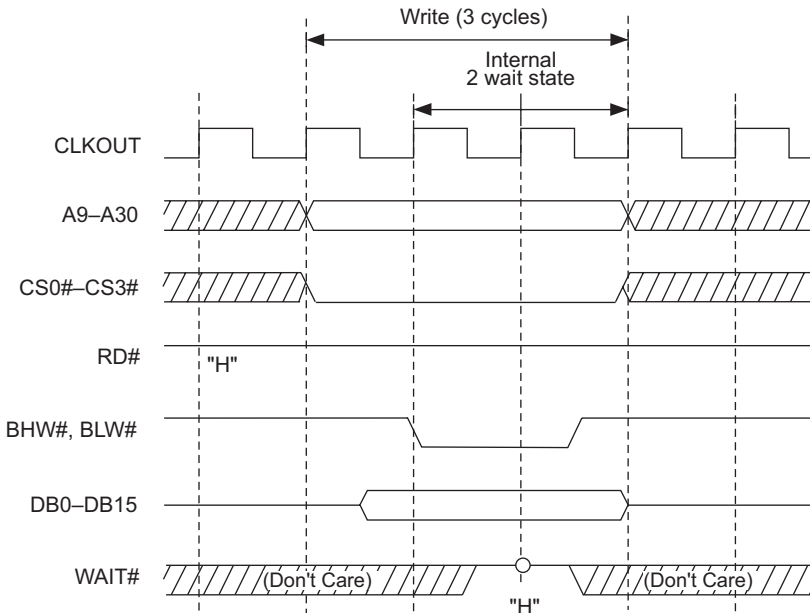 Write (3 cycles)
Internal
2 wait state
CLKOUT
A9–A30
CS0#–CS3#
RD#
"H"
BHW#, BLW#
DB0–DB15
WAIT#
(Don't Care)
(Don't Care)
"H"